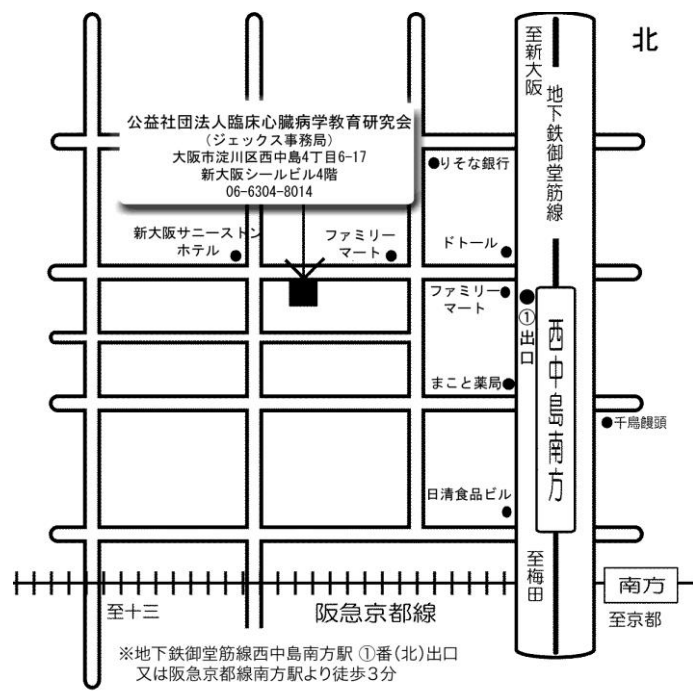 至新大阪
北
地下鉄御堂筋線
公益社団法人臨床心臓病学教育研究会
(ジェックス事務局)
大阪市淀川区西中島4丁目6-17
新大阪シールビル4階
06-6304-8014
りそな銀行
新大阪サニーストン
ホテル
ファミリー
マート
ドトール
ファミリー
マート
①出口
西中島南方
まこと薬局
千鳥饅頭
日清食品ビル
至梅田
南方
至十三
阪急京都線
至京都
※地下鉄御堂筋線西中島南方駅 ①番(北)出口
又は阪急京都線南方駅より徒歩3分